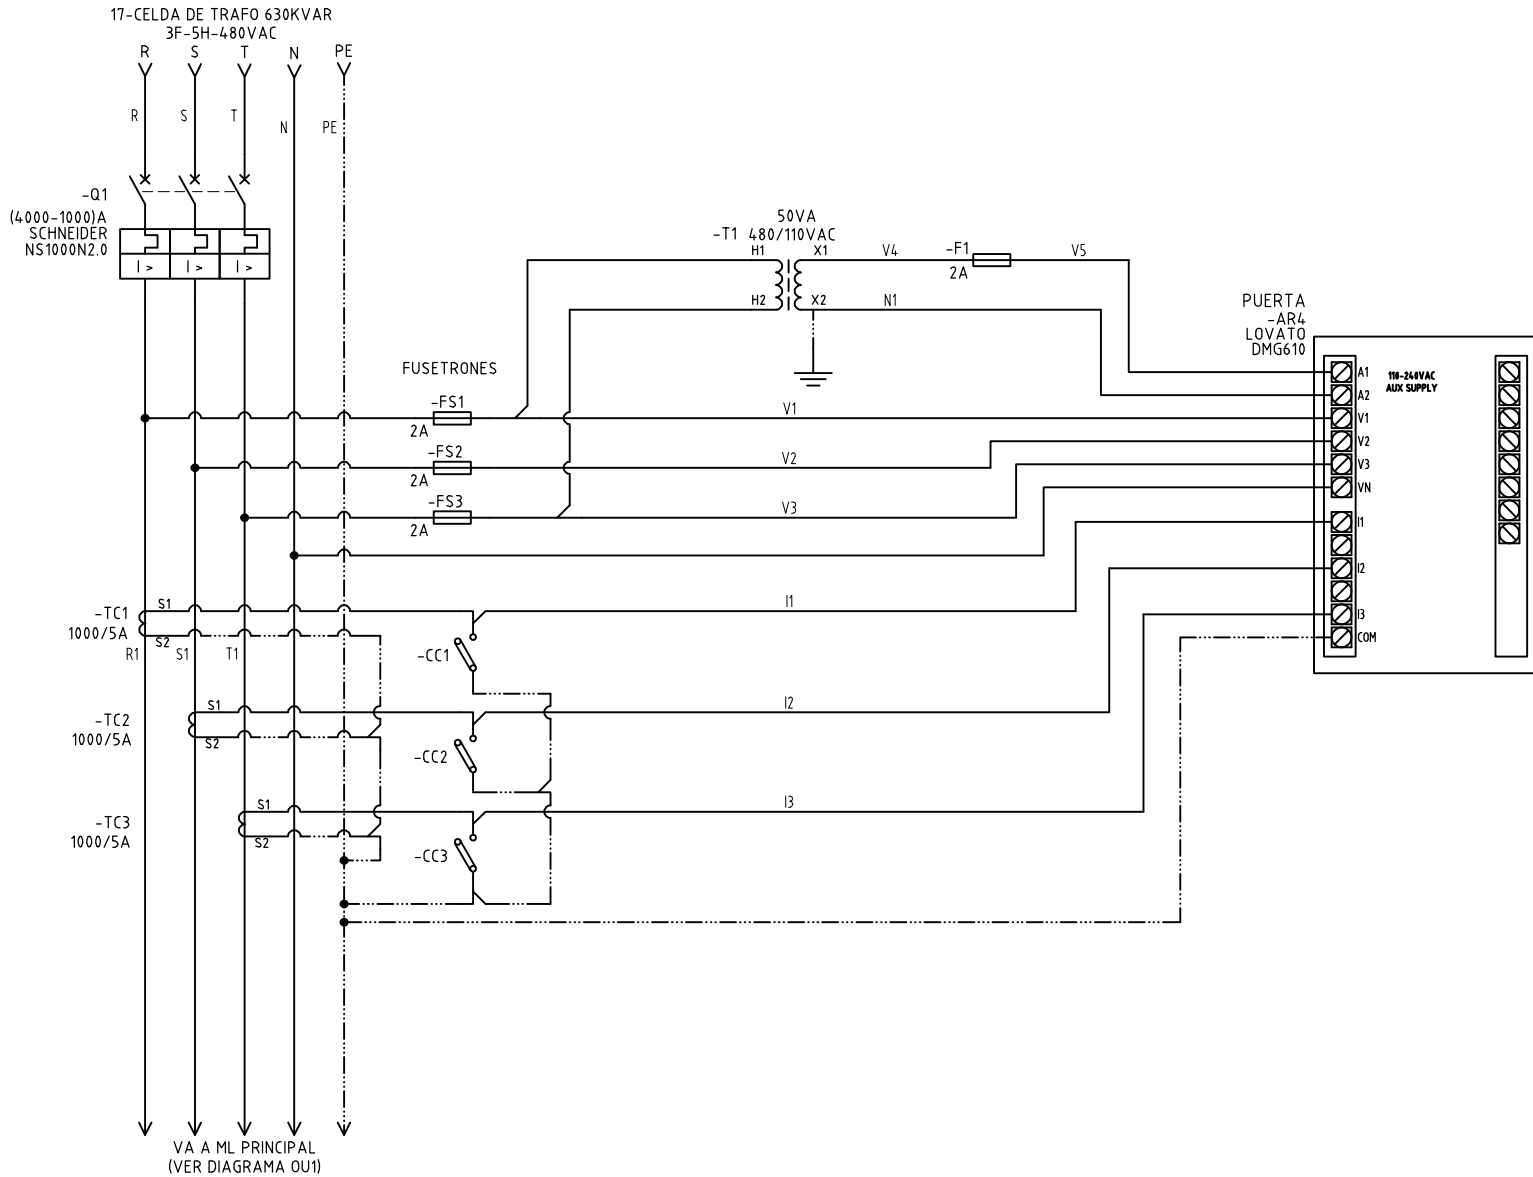 17-CELDA DE TRAFO 630KVAR
3F-5H-480VAC
R S T N PE
R S T N PE
-Q1
(4000-1000)A
SCHNEIDER
NS1000N2.0
I > I > I >
50VA
-T1 480/110VAC
H1 X1 V4 -F1 V5
2A
H2 X2 N1
PUERTA
-AR4
LOVATO
DMG610
110-240VAC
AUX SUPPLY
A1
A2
V1
V2
V3
VN
I1
I2
I3
COM
FUSETRONES
-FS1 V1
2A
-FS2 V2
2A
-FS3 V3
2A
-TC1 S1 I1
1000/5A S2
R1 S1 T1 -CC1
-TC2 S1 I2
1000/5A S2
-CC2
-TC3 S1 I3
1000/5A S2
-CC3
VA A ML PRINCIPAL
(VER DIAGRAMA OU1)